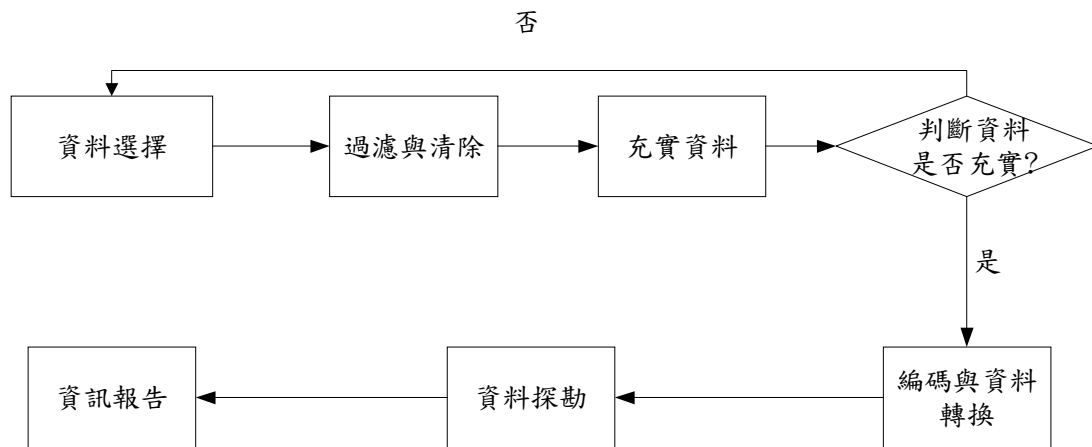 否
資料選擇
過濾與清除
充實資料
判斷資料
是否充實?
是
資訊報告
資料探勘
編碼與資料
轉換